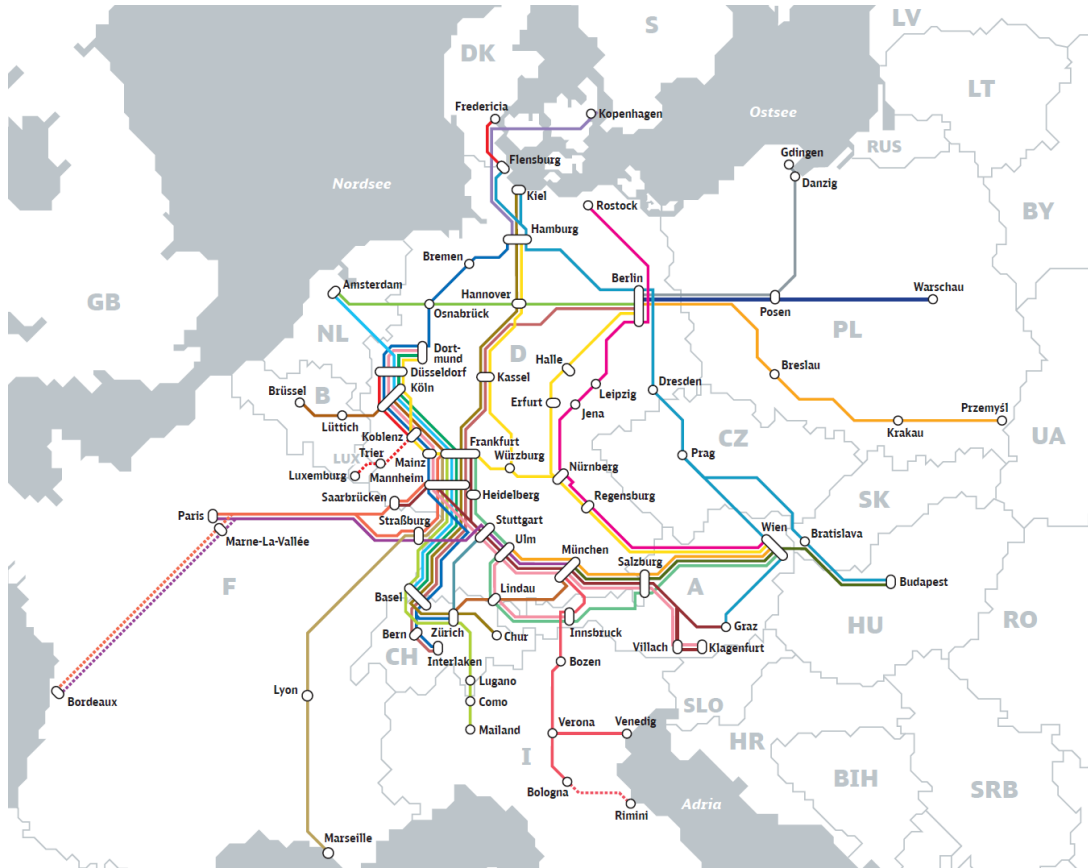 LV
S
DK
LT
Fredericia
Kopenhagen
Ostsee
RUS
Gdingen
Flensburg
Danzig
Nordsee
Kiel
Rostock
BY
Hamburg
Bremen
Berlin
Amsterdam
Hannover
Warschau
GB
Osnabrück
Posen
NL
PL
Dort-
mund
D
Halle
Düsseldorf
Breslau
Köln
Kassel
Leipzig
Dresden
B
Brüssel
Erfurt
Jena
Przemyśl
Lüttich
Krakau
Koblenz
CZ
UA
Trier
LUX
Frankfurt
Mainz
Würzburg
Prag
Luxemburg
Mannheim
Nürnberg
SK
Saarbrücken
Heidelberg
Regensburg
Paris
Straßburg
Stuttgart
Wien
Marne-La-Vallée
Ulm
Bratislava
München
Salzburg
F
Budapest
Lindau
A
Basel
HU
Bern
Zürich
Chur
Innsbruck
Graz
RO
CH
Interlaken
Villach
Klagenfurt
Bozen
Lugano
Lyon
Bordeaux
Como
SLO
Verona
Venedig
Mailand
HR
I
BIH
SRB
Bologna
Adria
Rimini
Marseille